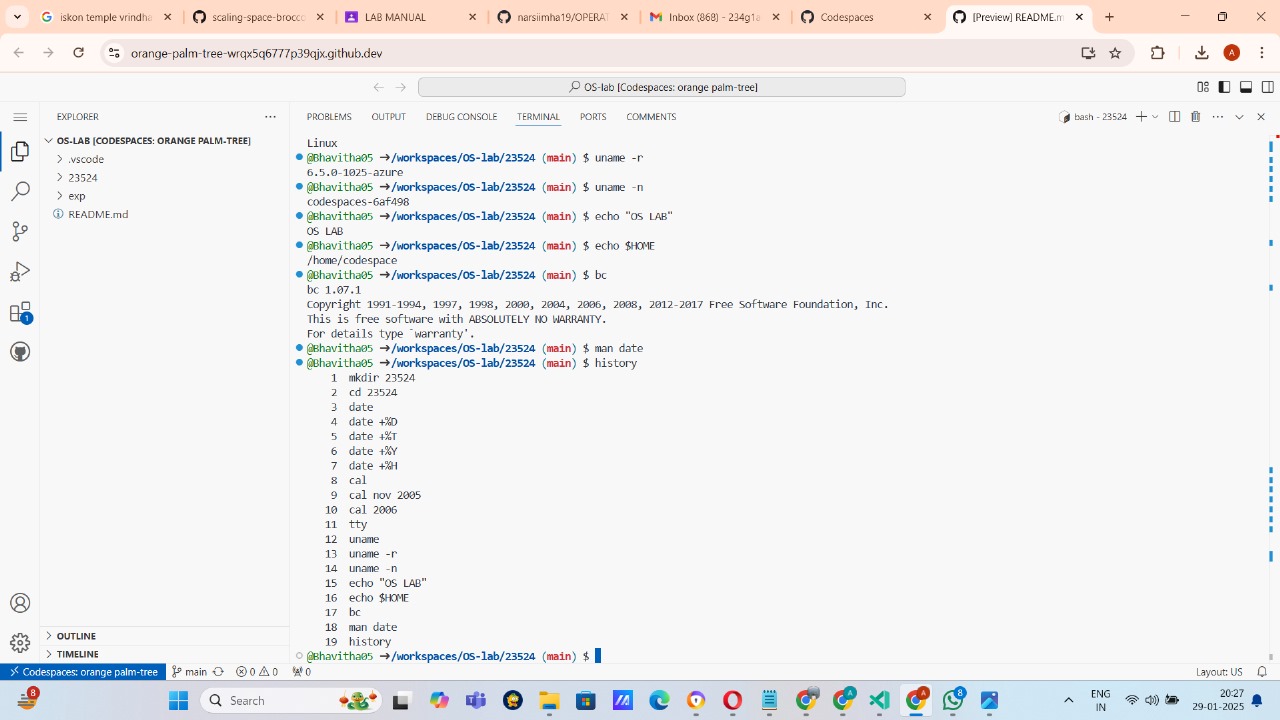 iskon temple vrindha
scaling-spore-brocco
LAB MANUAL
narsiimha19/OPERAT
Inbox (868) - 234g1a
Codespaces
[Preview] README.m
orange-palm-tree-wrqx5q6777p39qjx.github.dev
A
OS-lab [Codespaces: orange palm-tree]
EXPLORER
PROBLEMS OUTPUT DEBUG CONSOLE TERMINAL PORTS COMMENTS
bash - 23524
OS-LAB [CODESPACES: ORANGE PALM-TREE]
.vscode
23524
exp
README.md
1
Linux
@Bhavitha05 ➜/workspaces/OS-lab/23524 (main) $ uname -r
6.5.0-1025-azure
@Bhavitha05 ➜/workspaces/OS-lab/23524 (main) $ uname -n
codespaces-6af498
@Bhavitha05 ➜/workspaces/OS-lab/23524 (main) $ echo "OS LAB"
OS LAB
@Bhavitha05 ➜/workspaces/OS-lab/23524 (main) $ echo $HOME
/home/codespace
@Bhavitha05 ➜/workspaces/OS-lab/23524 (main) $ bc
bc 1.07.1
Copyright 1991-1994, 1997, 1998, 2000, 2004, 2006, 2008, 2012-2017 Free Software Foundation, Inc.
This is free software with ABSOLUTELY NO WARRANTY.
For details type `warranty'.
@Bhavitha05 ➜/workspaces/OS-lab/23524 (main) $ man date
@Bhavitha05 ➜/workspaces/OS-lab/23524 (main) $ history
1 mkdir 23524
2 cd 23524
3 date
4 date +%D
5 date +%T
6 date +%Y
7 date +%H
8 cal
9 cal nov 2005
10 cal 2006
11 tty
12 uname
13 uname -r
14 uname -n
15 echo "OS LAB"
16 echo $HOME
17 bc
18 man date
19 history
@Bhavitha05 ➜/workspaces/OS-lab/23524 (main) $
OUTLINE
TIMELINE
Codespaces: orange palm-tree
main
0 0
0
Layout: US
8
Search
A
A
8
ENG
IN
20:27
29-01-2025